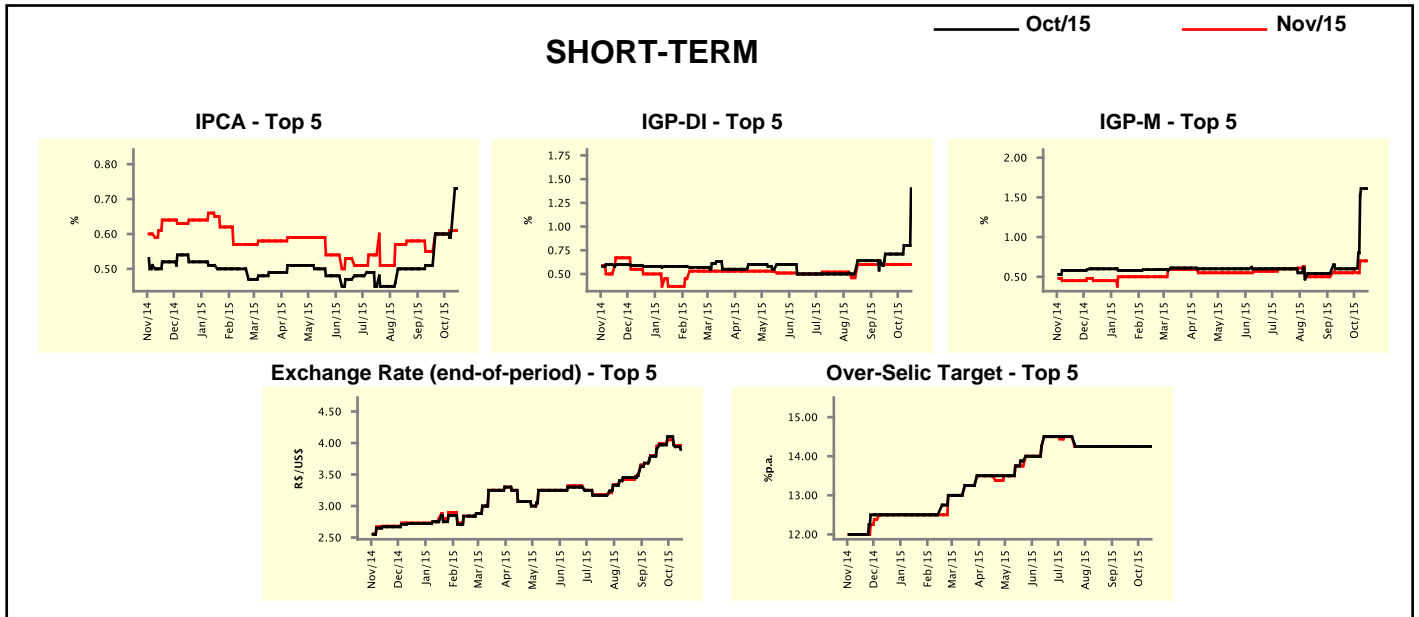 Oct/15 Nov/15
SHORT-TERM
IPCA - Top 5
0.80
0.70
0.60
0.50
%
Nov/14 Dec/14 Jan/15 Feb/15 Mar/15 Apr/15 May/15 Jun/15 Jul/15 Aug/15 Sep/15 Oct/15
IGP-DI - Top 5
1.75
1.50
1.25
1.00
0.75
0.50
%
Nov/14 Dec/14 Jan/15 Feb/15 Mar/15 Apr/15 May/15 Jun/15 Jul/15 Aug/15 Sep/15 Oct/15
IGP-M - Top 5
2.00
1.50
1.00
0.50
%
Nov/14 Dec/14 Jan/15 Feb/15 Mar/15 Apr/15 May/15 Jun/15 Jul/15 Aug/15 Sep/15 Oct/15
Exchange Rate (end-of-period) - Top 5
4.50
4.00
3.50
3.00
2.50
R$/US$
Nov/14 Dec/14 Jan/15 Feb/15 Mar/15 Apr/15 May/15 Jun/15 Jul/15 Aug/15 Sep/15 Oct/15
Over-Selic Target - Top 5
15.00
14.00
13.00
12.00
%p.a.
Nov/14 Dec/14 Jan/15 Feb/15 Mar/15 Apr/15 May/15 Jun/15 Jul/15 Aug/15 Sep/15 Oct/15